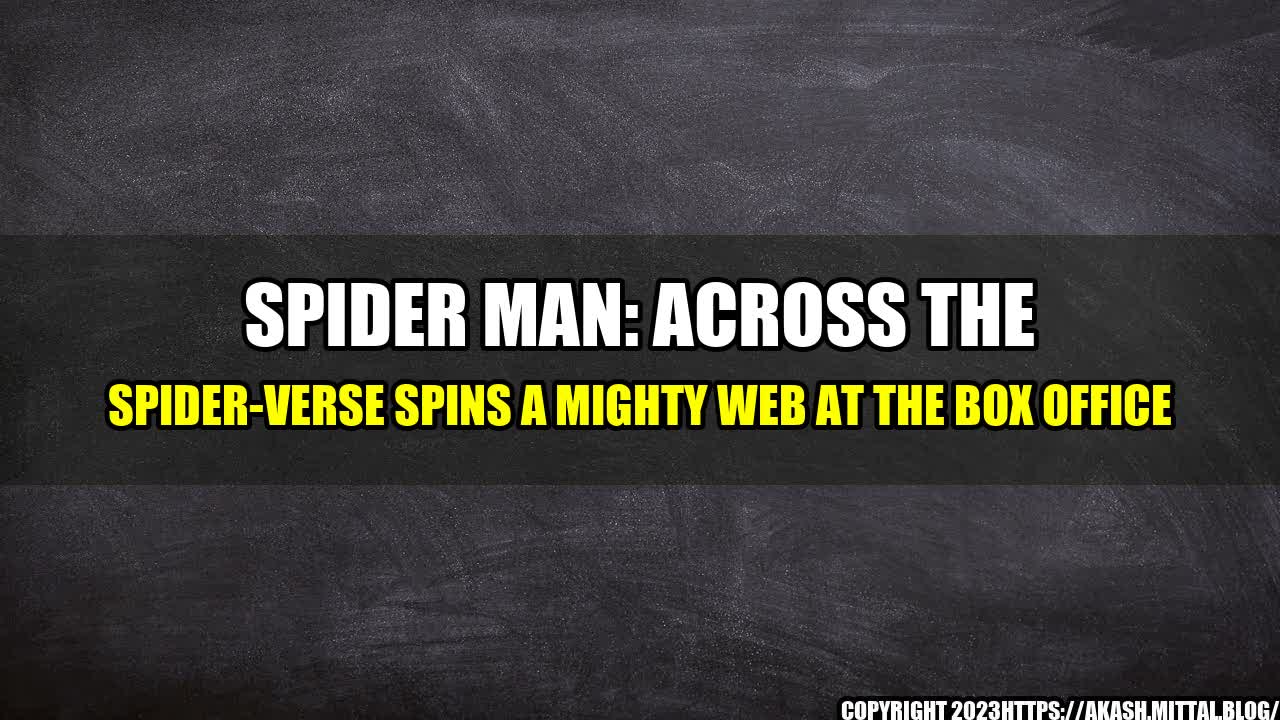 SPIDER MAN: ACROSS THE
SPIDER-VERSE SPINS A MIGHTY WEB AT THE BOX OFFICE
COPYRIGHT 2023HTTPS://AKASH.MITTAL.BLOG/